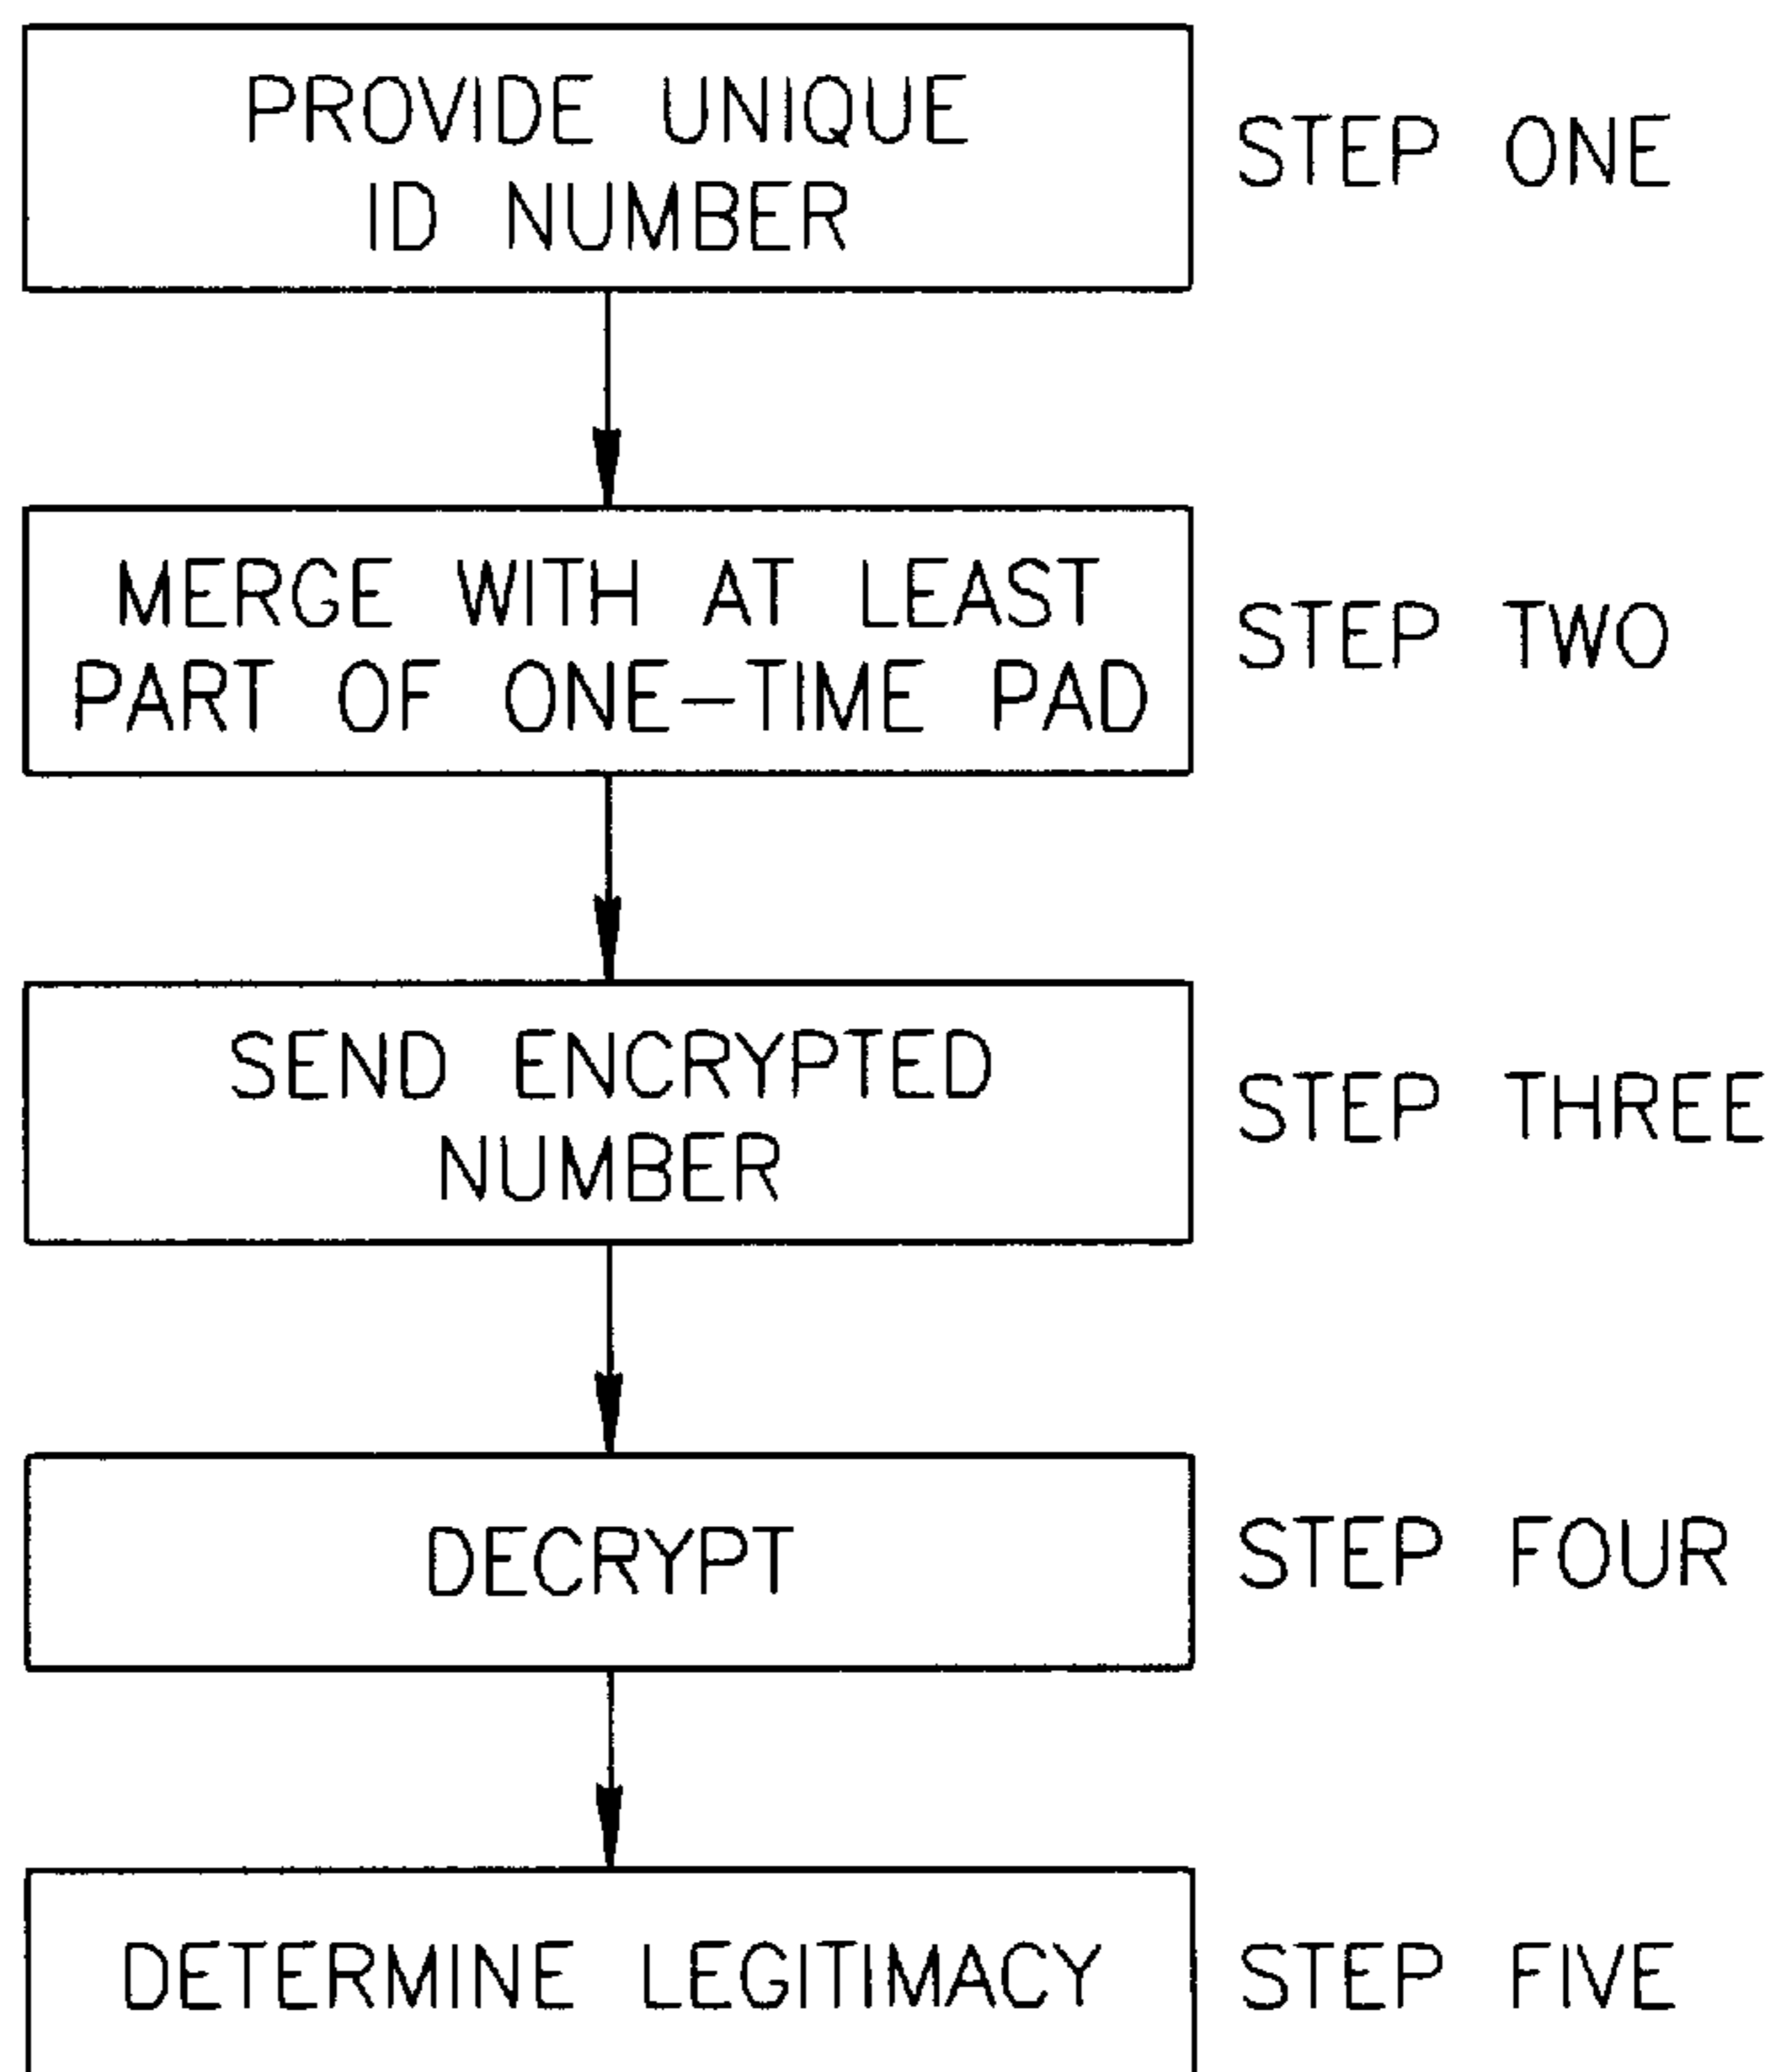 PROVIDE UNIQUE
ID NUMBER
STEP ONE
MERGE WITH AT LEAST
PART OF ONE-TIME PAD
STEP TWO
SEND ENCRYPTED
NUMBER
STEP THREE
DECRYPT
STEP FOUR
DETERMINE LEGITIMACY
STEP FIVE